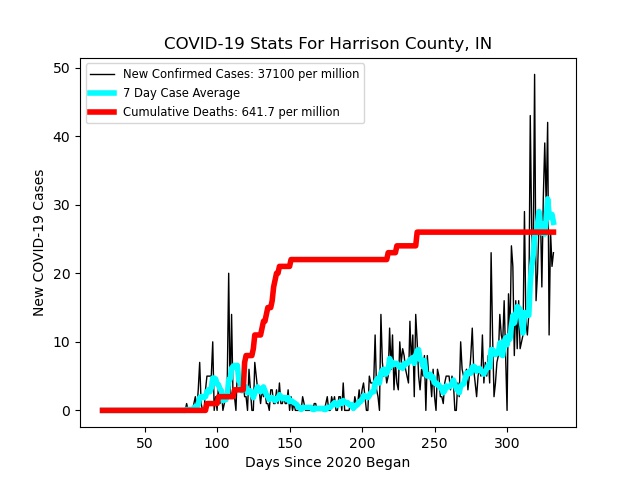 COVID-19 Stats For Harrison County, IN
New Confirmed Cases: 37100 per million
7 Day Case Average
Cumulative Deaths: 641.7 per million
New COVID-19 Cases
50
40
30
20
10
0
50 100 150 200 250 300
Days Since 2020 Began